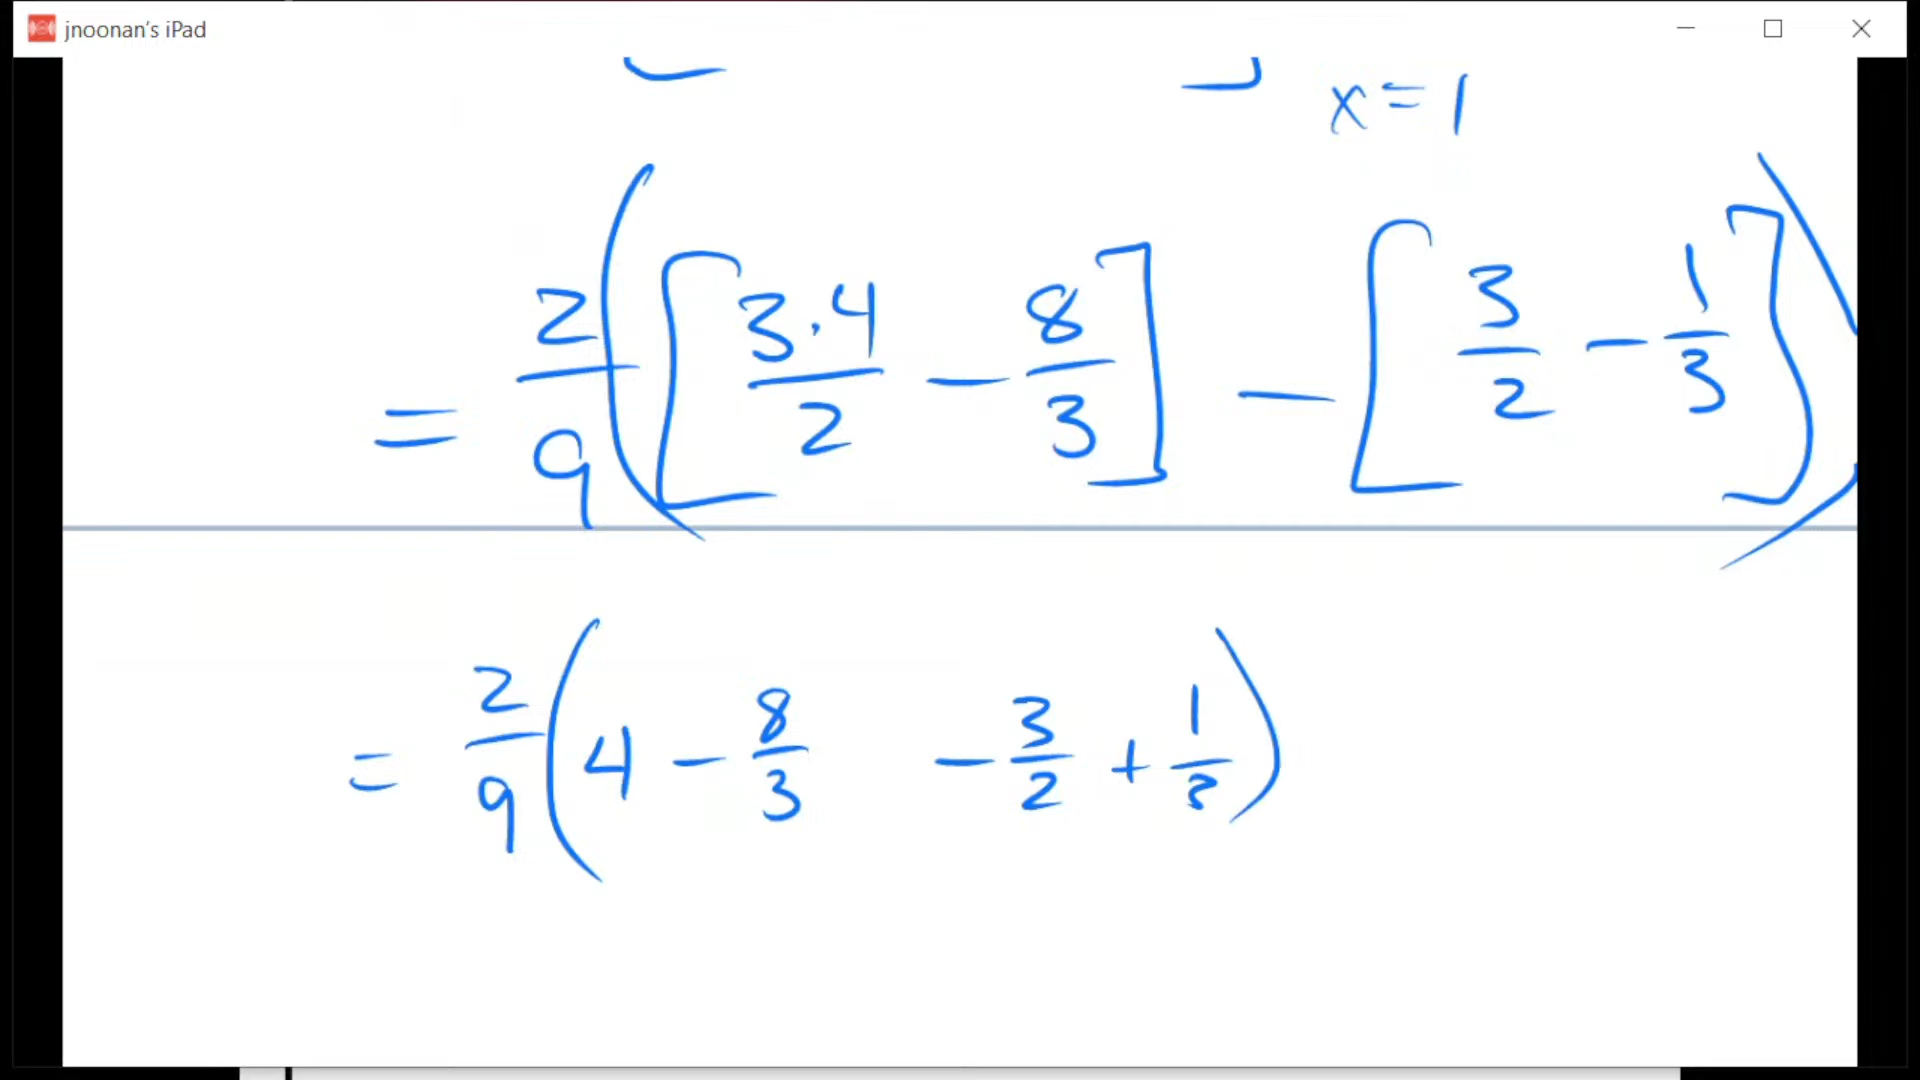 jnoonan's iPad
x = 1
= 2/9 ( [ 3·4/2 - 8/3 ] - [ 3/2 - 1/3 ] )
= 2/9 ( 4 - 8/3 - 3/2 + 1/3 )